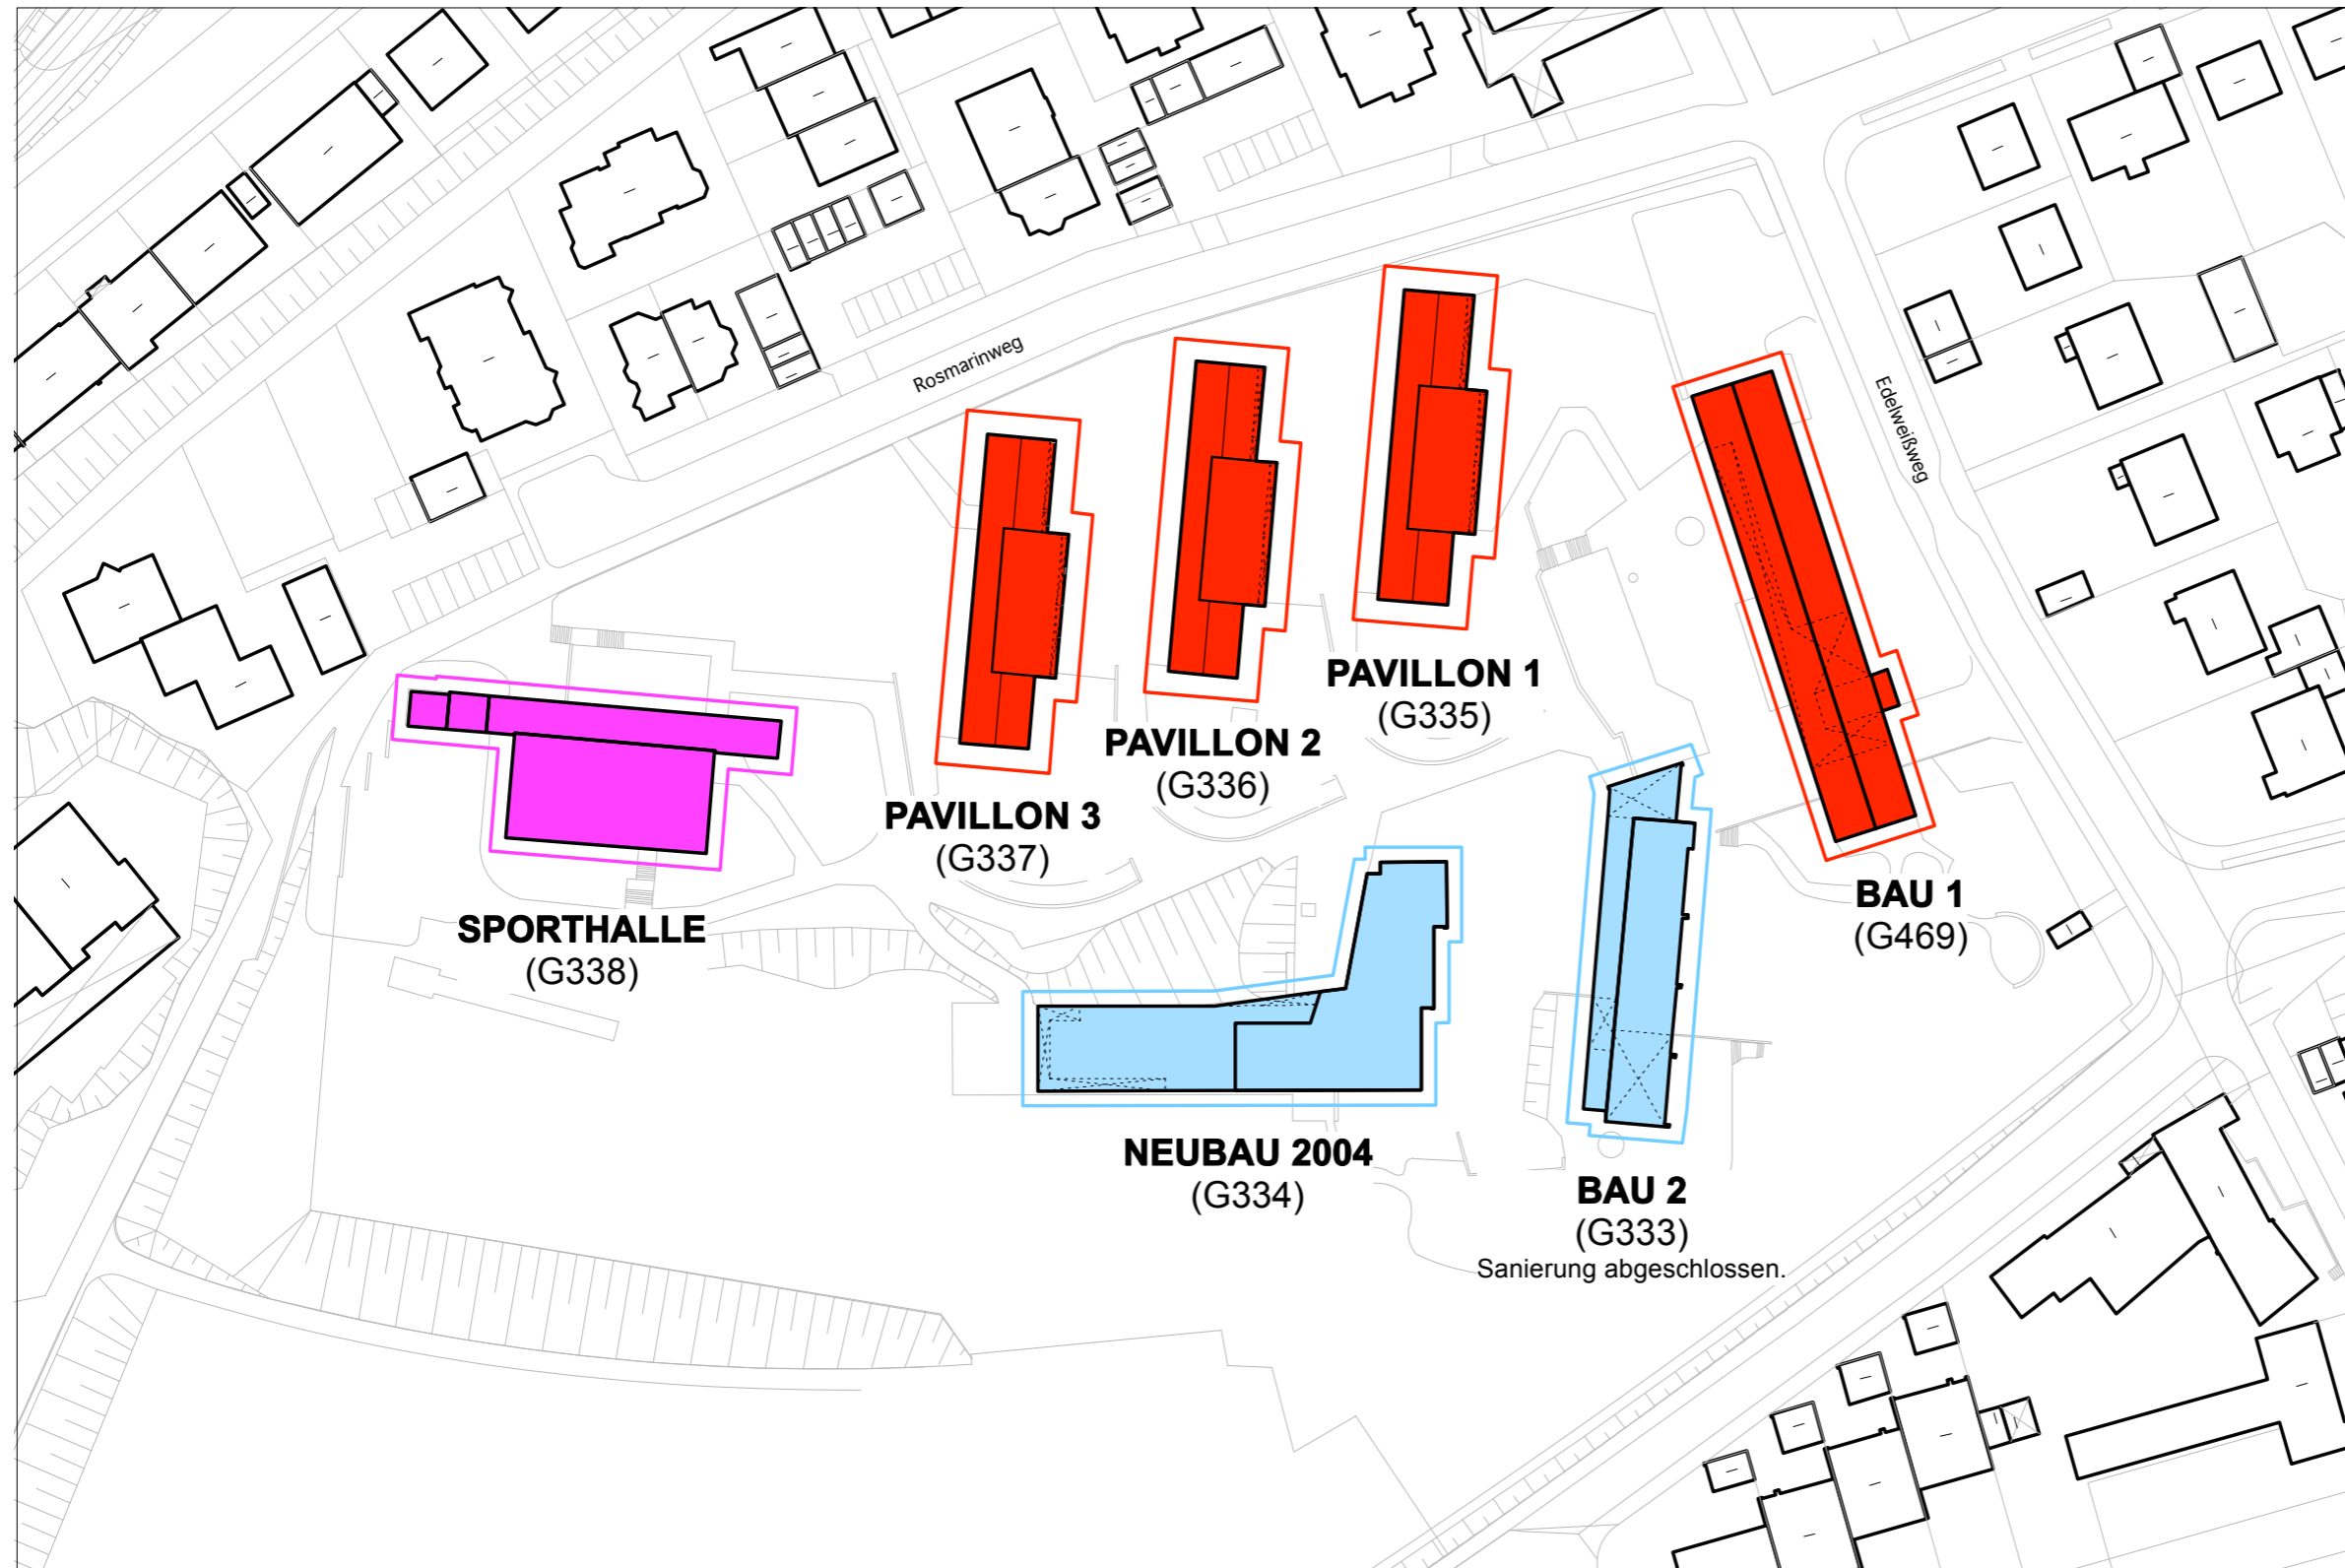 Rosmarinweg
Edelweißweg
PAVILLON 1
(G335)
PAVILLON 2
(G336)
PAVILLON 3
(G337)
BAU 1
(G469)
SPORTHALLE
(G338)
NEUBAU 2004
(G334)
BAU 2
(G333)
Sanierung abgeschlossen.